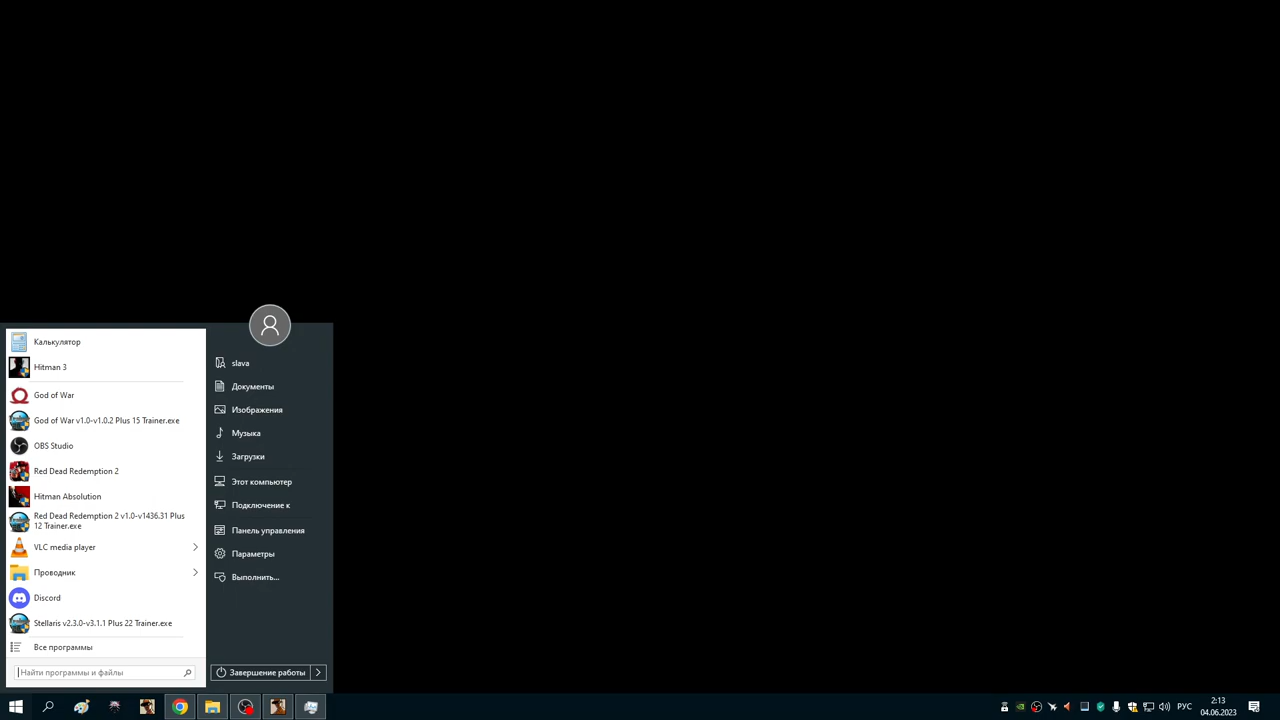 Калькулятор
Hitman 3
God of War
God of War v1.0-v1.0.2 Plus 15 Trainer.exe
OBS Studio
Red Dead Redemption 2
Hitman Absolution
Red Dead Redemption 2 v1.0-v1436.31 Plus
12 Trainer.exe
VLC media player
Проводник
Discord
Stellaris v2.3.0-v3.1.1 Plus 22 Trainer.exe
Все программы
Найти программы и файлы
slava
Документы
Изображения
Музыка
Загрузки
Этот компьютер
Подключение к
Панель управления
Параметры
Выполнить...
Завершение работы
РУС
2:13
04.06.2023